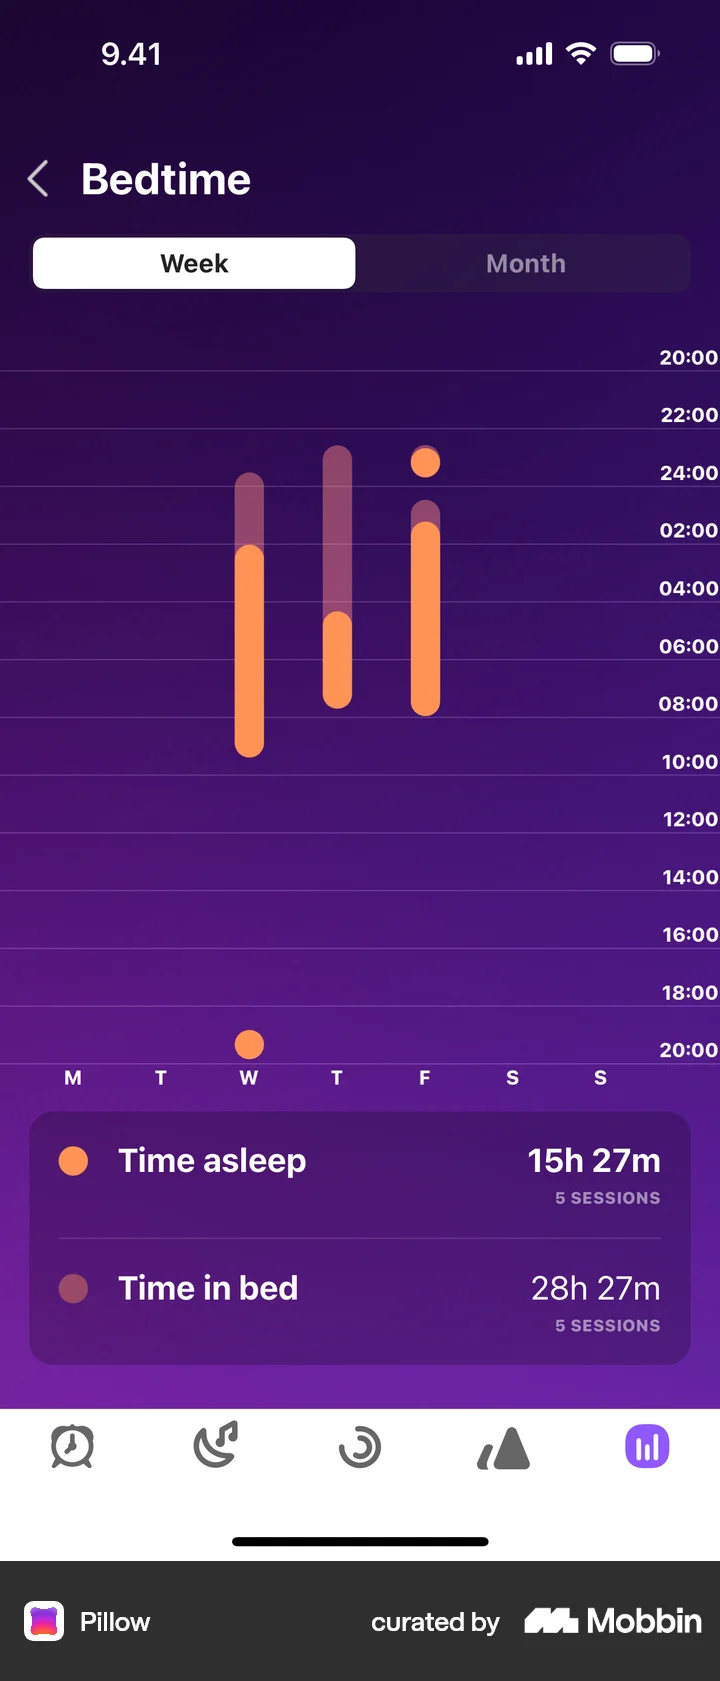 9.41
Bedtime
Week
Month
20:00
22:00
24:00
02:00
04:00
06:00
08:00
10:00
12:00
14:00
16:00
18:00
20:00
M T W T F S S
Time asleep 15h 27m
5 SESSIONS
Time in bed 28h 27m
5 SESSIONS
Pillow curated by Mobbin